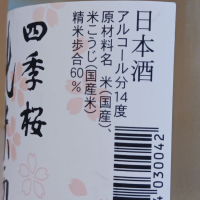 日本酒
アルコール分14度
原材料名 米(国産)、
米こうじ(国産米)
精米歩合60%
四季桜
030042